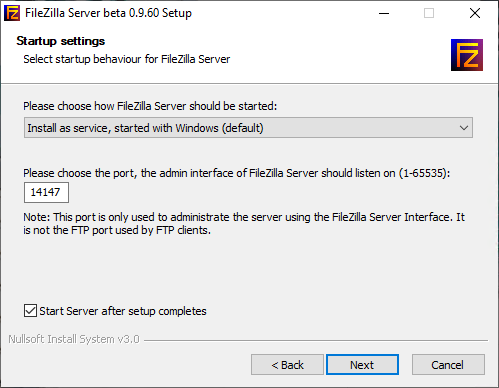 FileZilla Server beta 0.9.60 Setup
Startup settings
Select startup behaviour for FileZilla Server
FZ
Please choose how FileZilla Server should be started:
Install as service, started with Windows (default)
Please choose the port, the admin interface of FileZilla Server should listen on (1-65535):
14147
Note: This port is only used to administrate the server using the FileZilla Server Interface. It
is not the FTP port used by FTP clients.
Start Server after setup completes
Nullsoft Install System v3.0
< Back
Next
Cancel